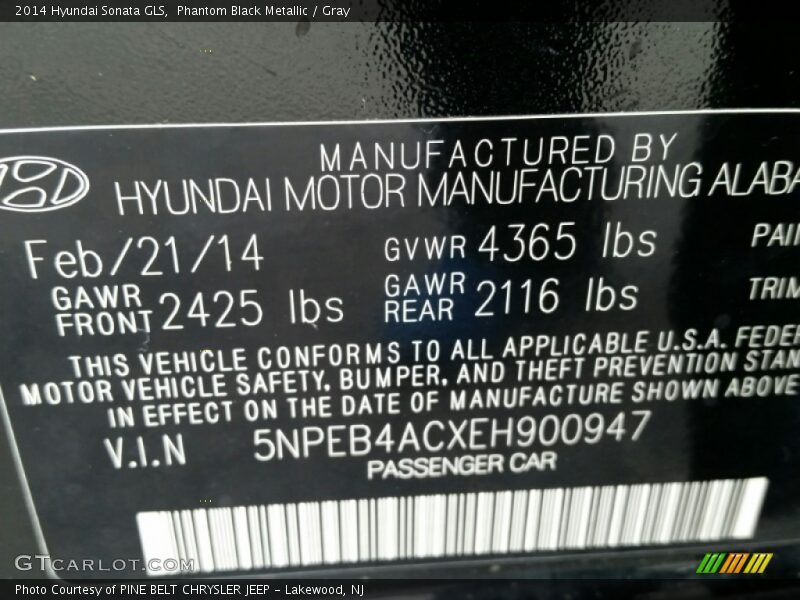 2014 Hyundai Sonata GLS,  Phantom Black Metallic / Gray
MANUFACTURED BY
HYUNDAI MOTOR MANUFACTURING ALABA
Feb/21/14 GVWR 4365 lbs PAI
GAWR FRONT 2425 lbs GAWR REAR 2116 lbs TRIM
THIS VEHICLE CONFORMS TO ALL APPLICABLE U.S.A. FEDER
MOTOR VEHICLE SAFETY, BUMPER, AND THEFT PREVENTION STAN
IN EFFECT ON THE DATE OF MANUFACTURE SHOWN ABOVE
V.I.N 5NPEB4ACXEH900947
PASSENGER CAR
GTCARLOT.COM
Photo Courtesy of PINE BELT CHRYSLER JEEP - Lakewood, NJ